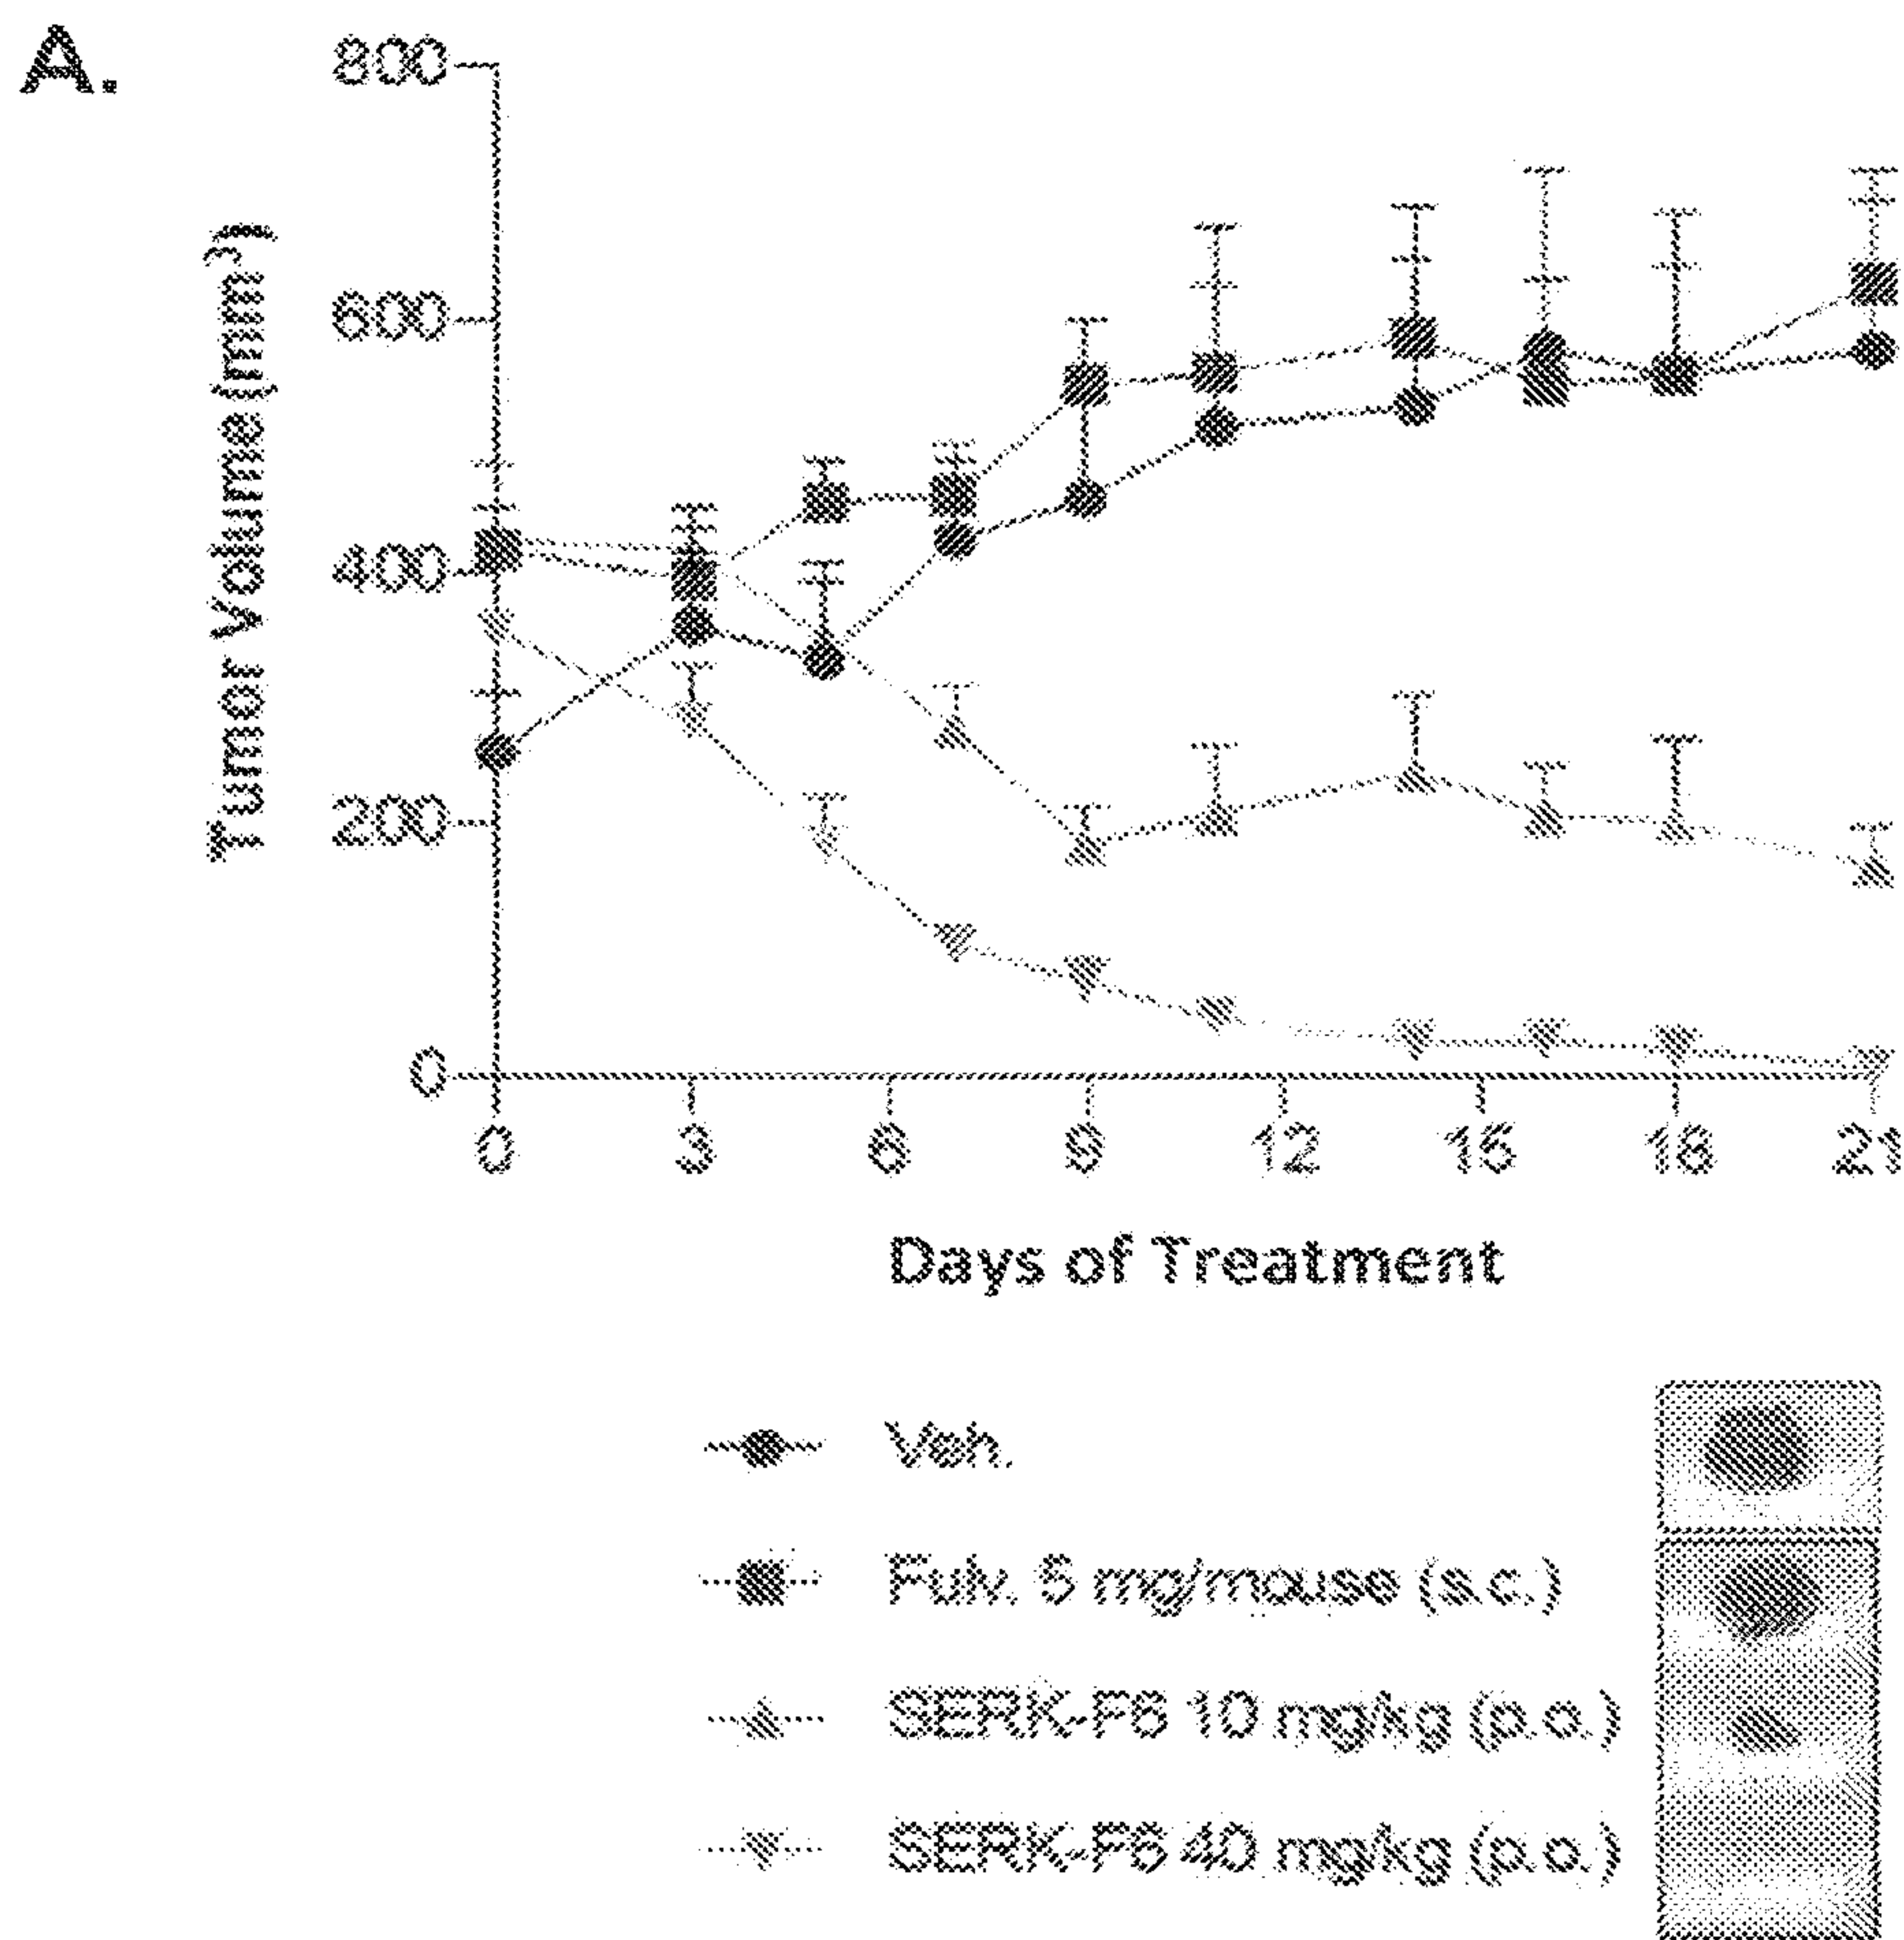 A.
800
600
400
200
0
Tumor Volume (mm³)
0 3 6 9 12 15 18 21
Days of Treatment
Veh.
Fulv. 5 mg/mouse (s.c.)
SERK-F6 10 mg/kg (p.o.)
SERK-F6 40 mg/kg (p.o.)